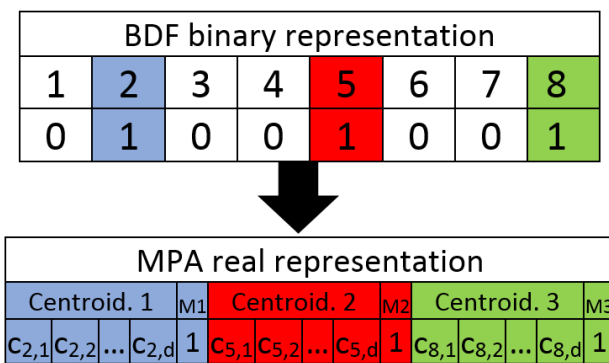 BDF binary representation
1 2 3 4 5 6 7 8
0 1 0 0 1 0 0 1
MPA real representation
Centroid. 1 M1 Centroid. 2 M2 Centroid. 3 M3
c2,1 c2,2 ... c2,d 1 c5,1 c5,2 ... c5,d 1 c8,1 c8,2 ... c8,d 1